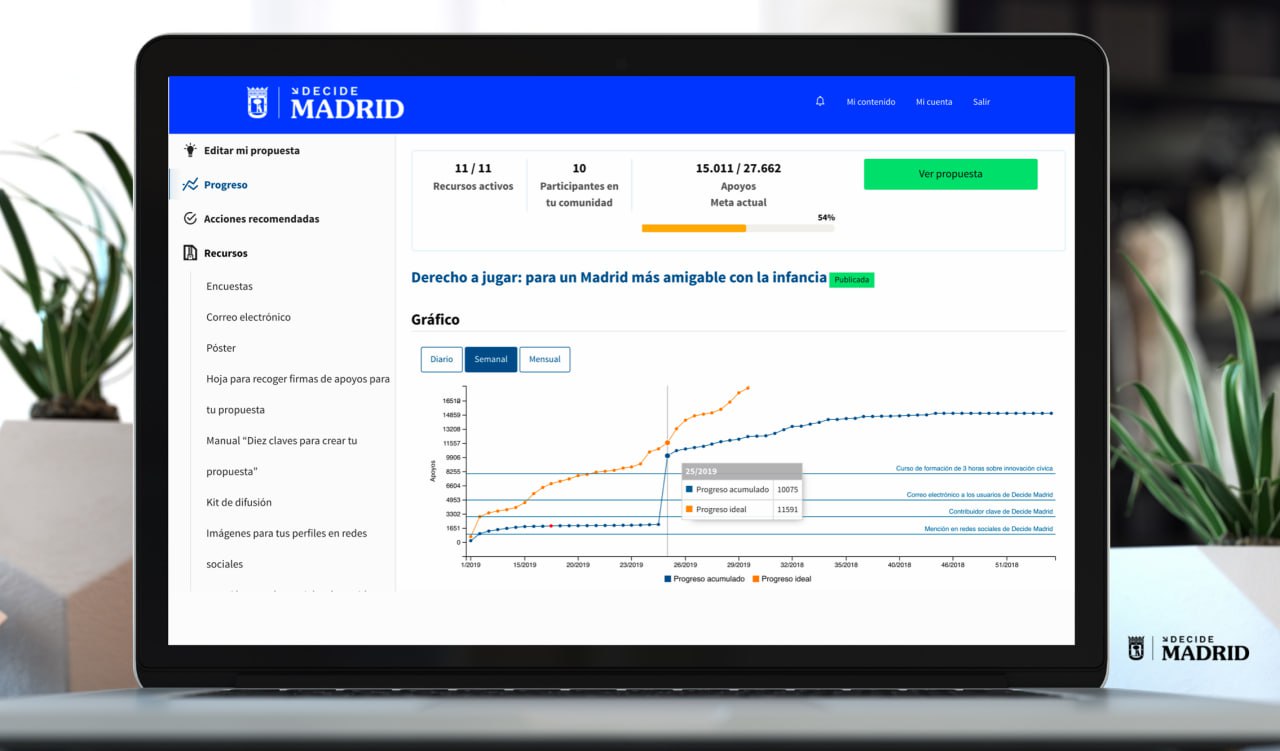 DECIDE
MADRID
Mi contenido
Mi cuenta
Salir
Editar mi propuesta
Progreso
Acciones recomendadas
Recursos
Encuestas
Correo electrónico
Póster
Hoja para recoger firmas de apoyos para
tu propuesta
Manual “Diez claves para crear tu
propuesta”
Kit de difusión
Imágenes para tus perfiles en redes
sociales
11 / 11
Recursos activos
10
Participantes en
tu comunidad
15.011 / 27.662
Apoyos
Meta actual
54%
Ver propuesta
Derecho a jugar: para un Madrid más amigable con la infancia
Publicada
Gráfico
Diario
Semanal
Mensual
Apoyos
16510
14859
13208
11557
9906
8255
6604
4953
3302
1651
0
25/2019
Progreso acumulado 10075
Progreso ideal 11591
Curso de formación de 3 horas sobre innovación cívica
Correo electrónico a los usuarios de Decide Madrid
Contribuidor clave de Decide Madrid
Mención en redes sociales de Decide Madrid
1/2019
15/2019
20/2019
23/2019
26/2019
29/2019
32/2018
35/2018
40/2018
46/2018
51/2018
Progreso acumulado
Progreso ideal
DECIDE
MADRID